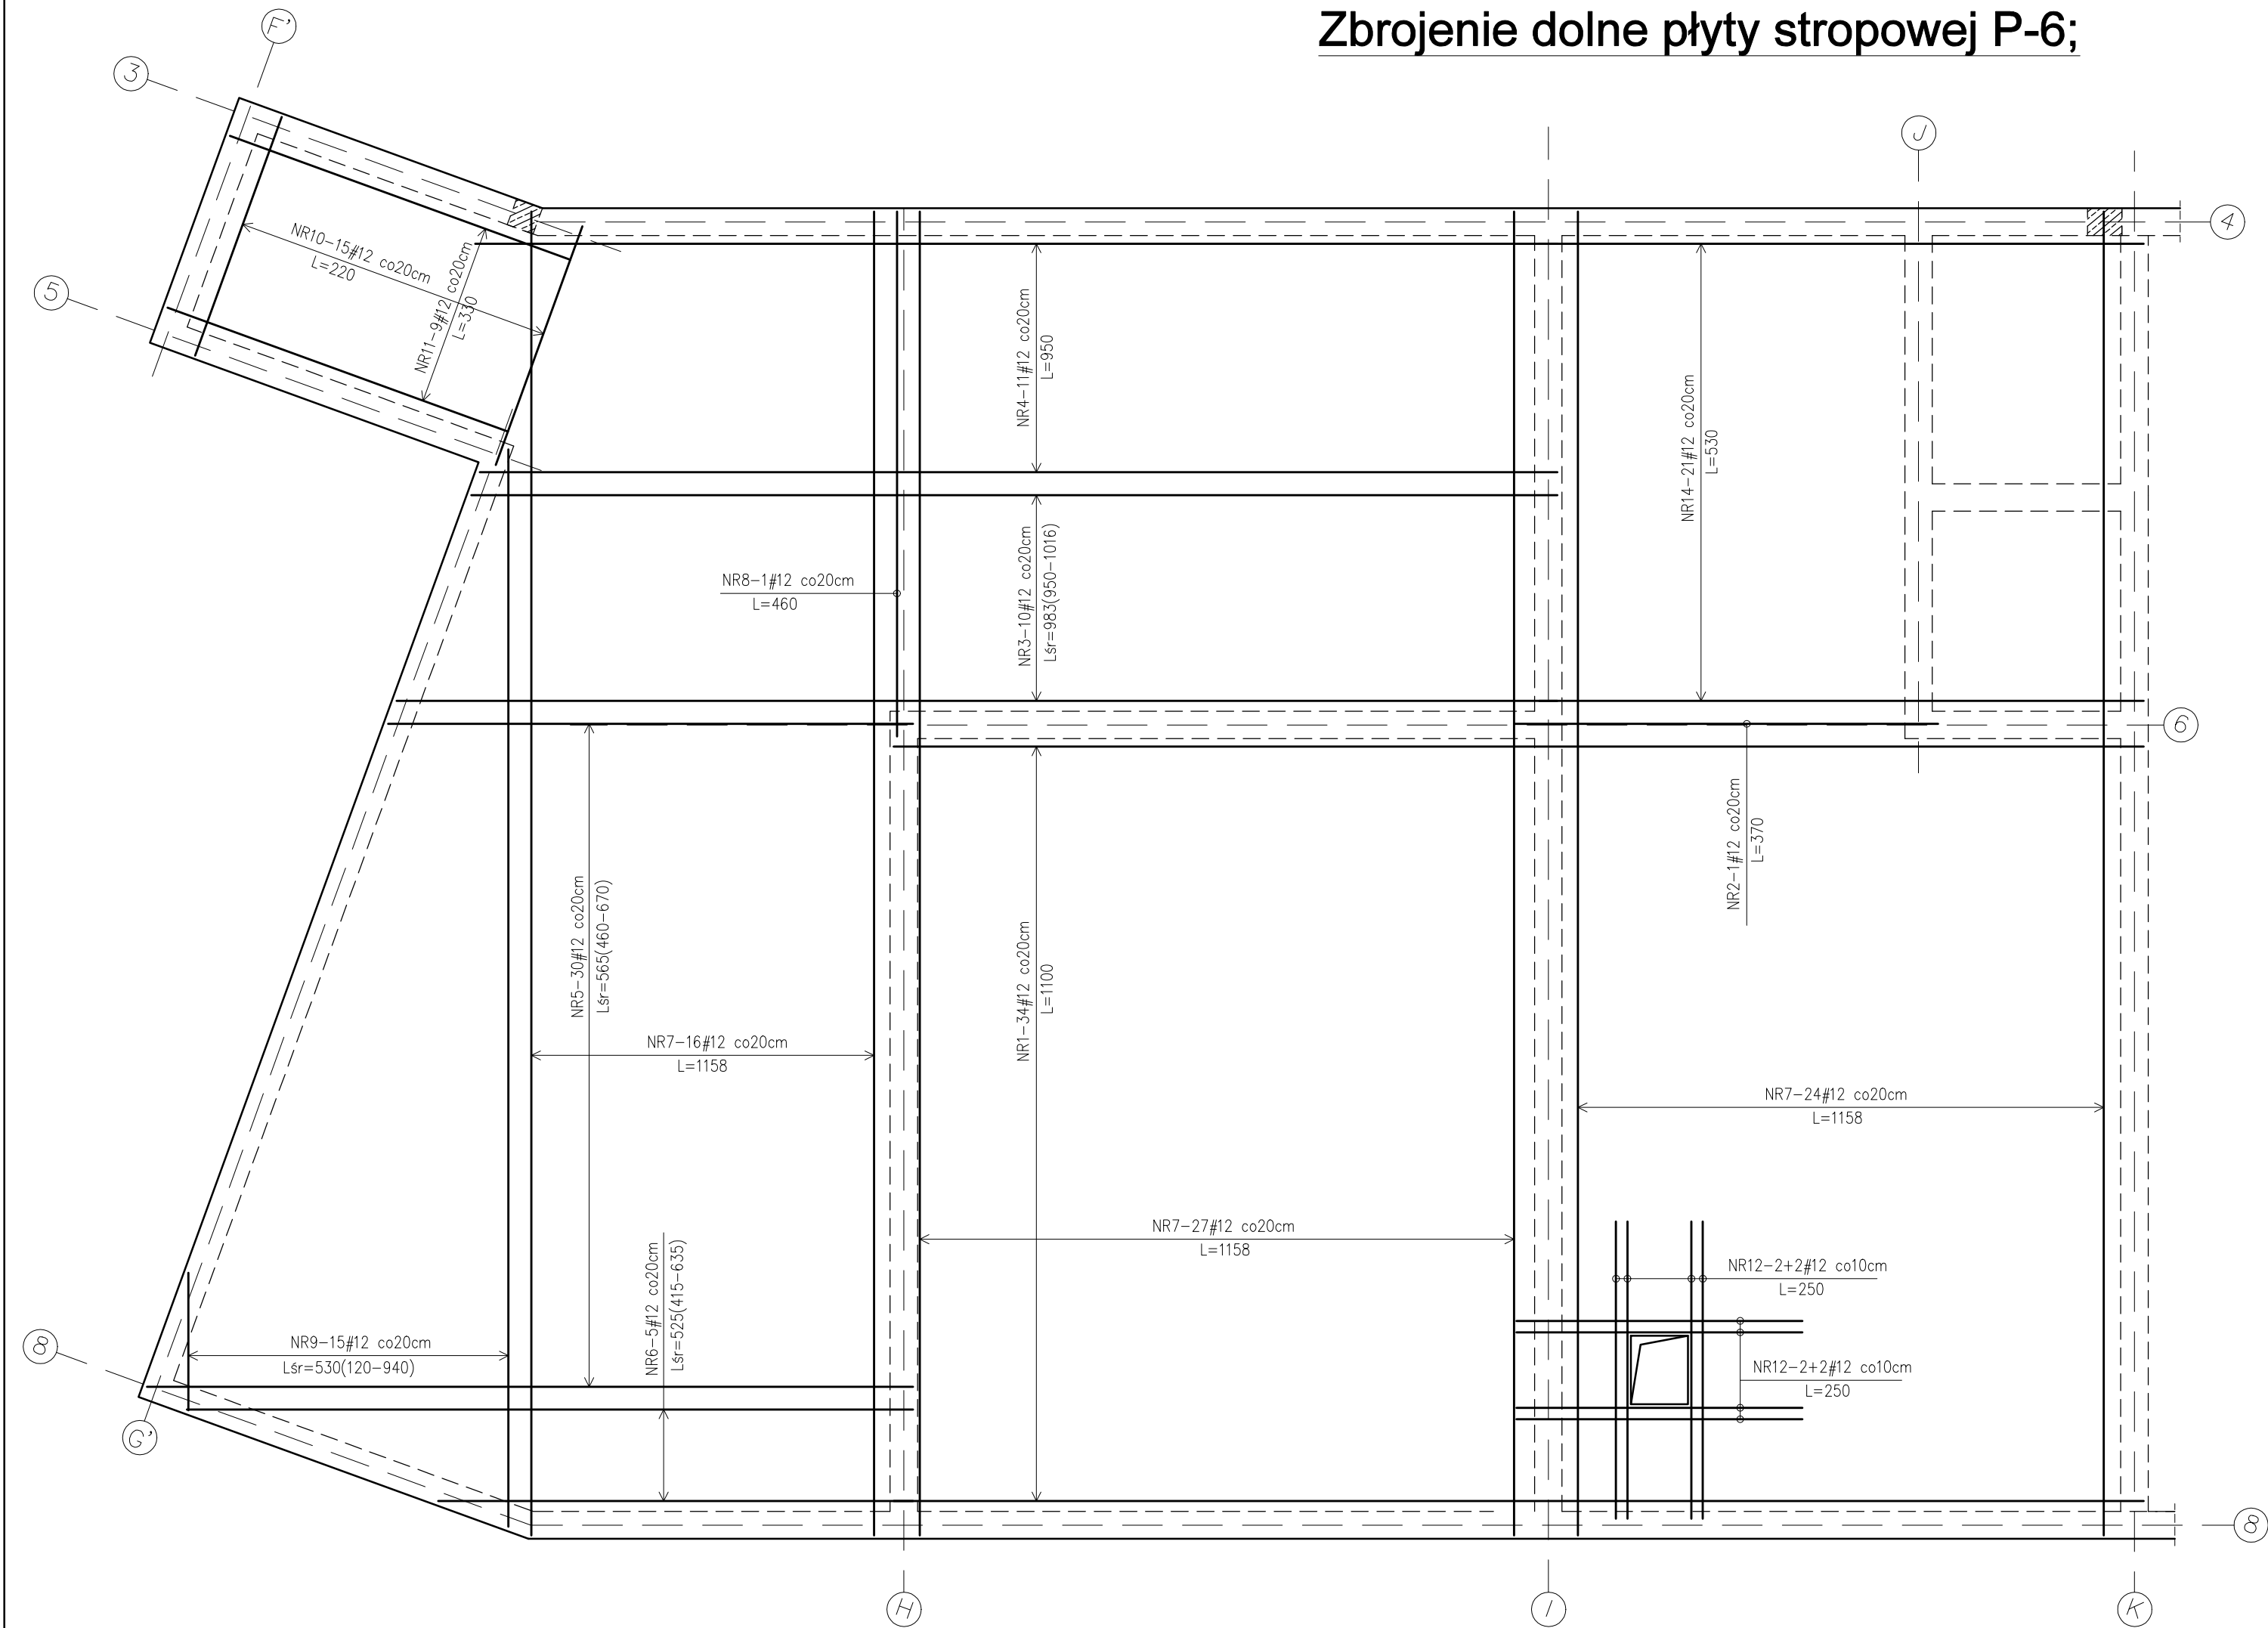 Zbrojenie dolne płyty stropowej P-6;
F'
3
J
4
5
NR10-15#12 co20cm
L=220
NR11-9#12 co20cm
L=330
NR4-11#12 co20cm
L=950
NR14-21#12 co20cm
L=530
NR8-1#12 co20cm
L=460
NR3-10#12 co20cm
Lśr=983(950-1016)
6
NR2-1#12 co20cm
L=370
NR5-30#12 co20cm
Lśr=565(460-670)
NR1-34#12 co20cm
L=1100
NR7-16#12 co20cm
L=1158
NR7-24#12 co20cm
L=1158
NR7-27#12 co20cm
L=1158
NR6-5#12 co20cm
Lśr=525(415-635)
NR12-2+2#12 co10cm
L=250
NR9-15#12 co20cm
Lśr=530(120-940)
NR12-2+2#12 co10cm
L=250
8
G'
8
H
I
K